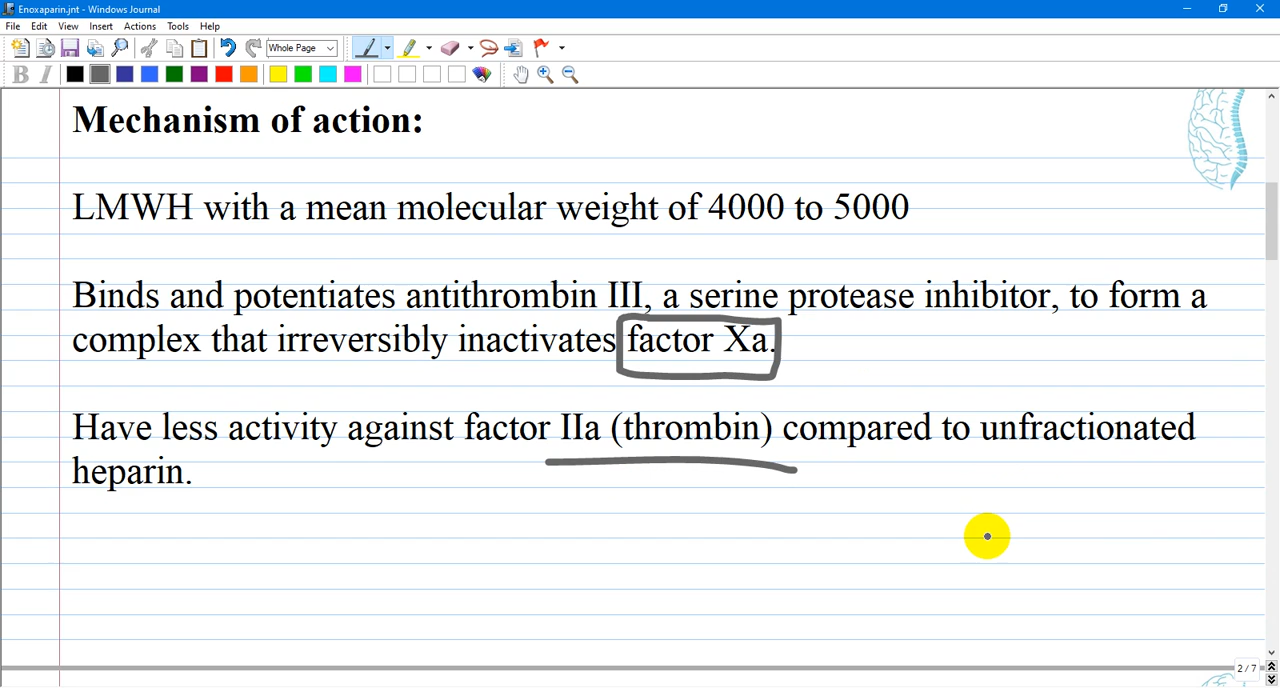 Enoxaparin.jnt - Windows Journal
File Edit View Insert Actions Tools Help
Whole Page
B I
Mechanism of action:
LMWH with a mean molecular weight of 4000 to 5000
Binds and potentiates antithrombin III, a serine protease inhibitor, to form a
complex that irreversibly inactivates factor Xa.
Have less activity against factor IIa (thrombin) compared to unfractionated
heparin.
2 / 7